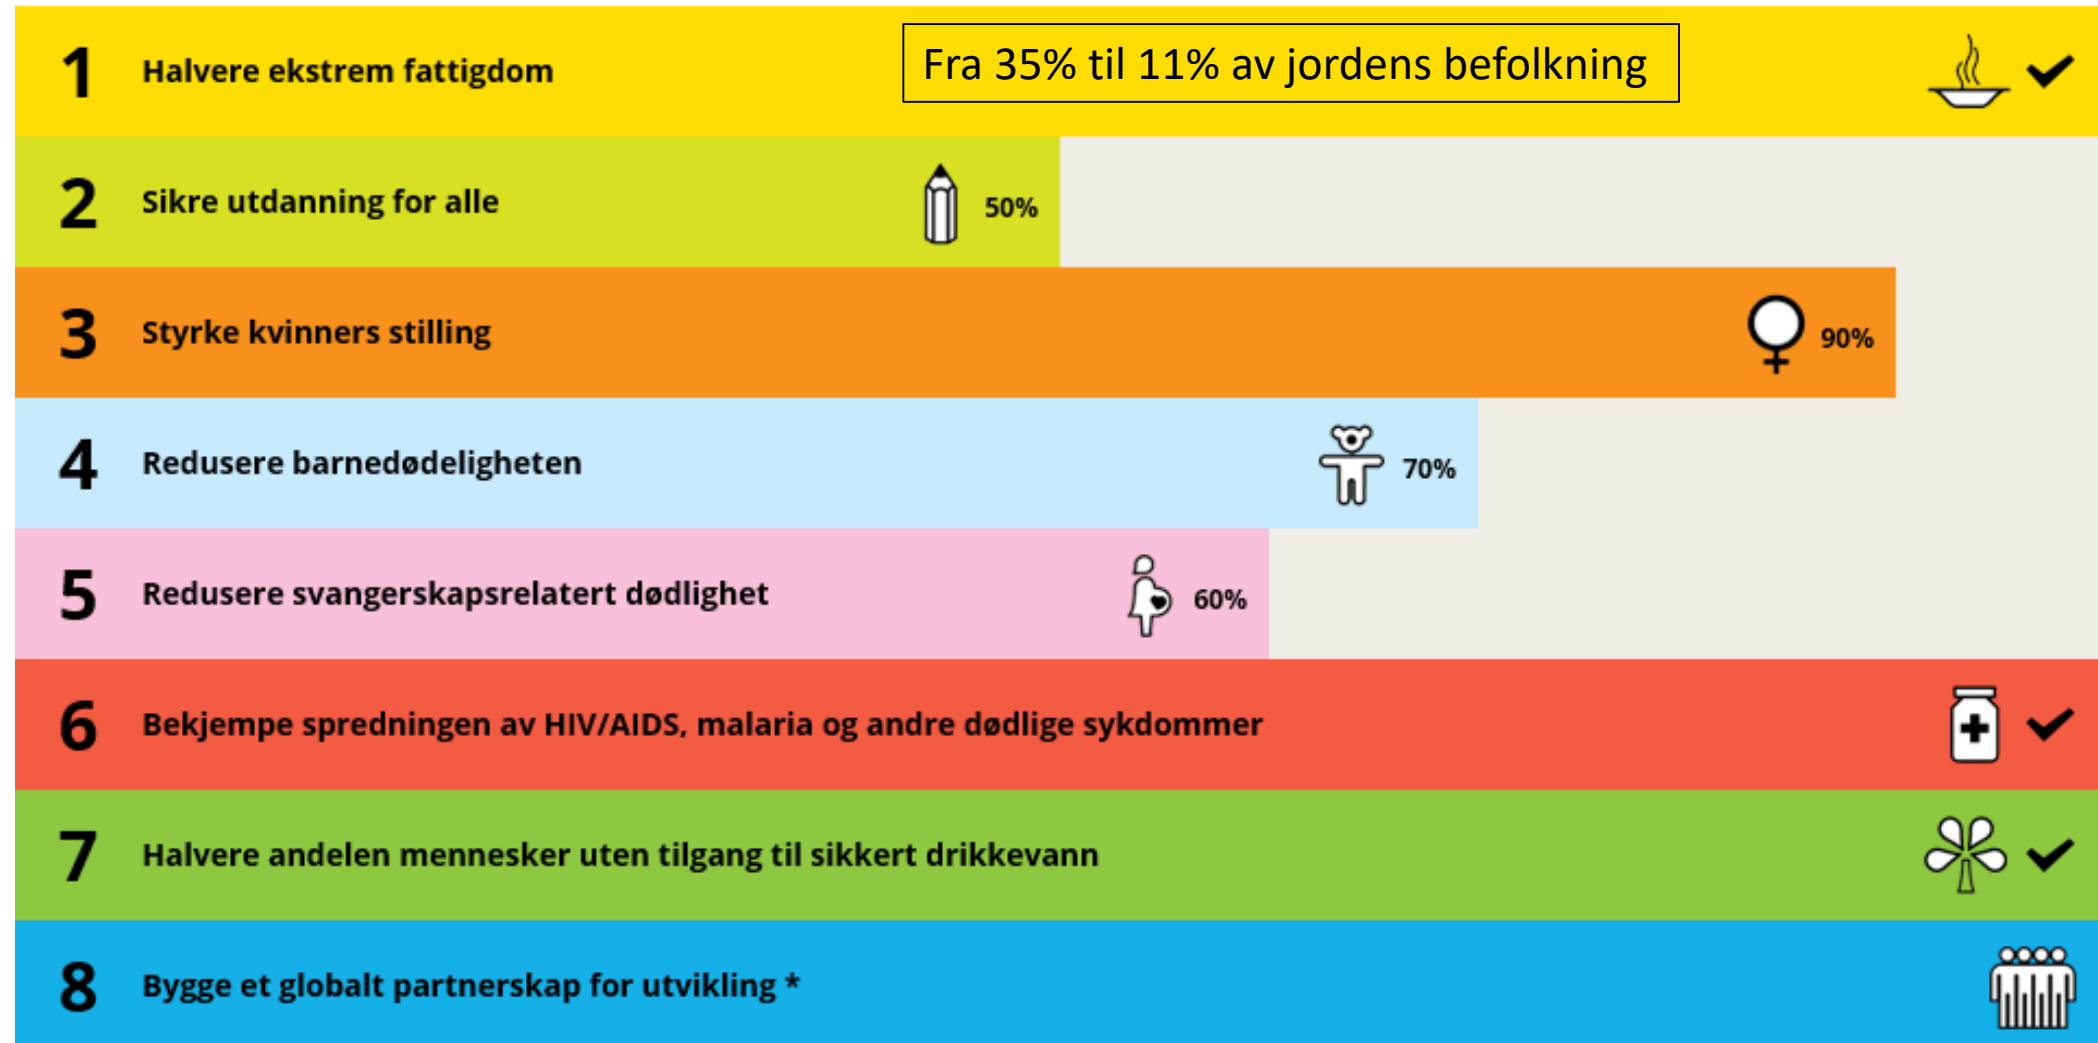 1 Halvere ekstrem fattigdom Fra 35% til 11% av jordens befolkning
2 Sikre utdanning for alle 50%
3 Styrke kvinners stilling 90%
4 Redusere barnedødeligheten 70%
5 Redusere svangerskapsrelatert dødlighet 60%
6 Bekjempe spredningen av HIV/AIDS, malaria og andre dødlige sykdommer
7 Halvere andelen mennesker uten tilgang til sikkert drikkevann
8 Bygge et globalt partnerskap for utvikling *